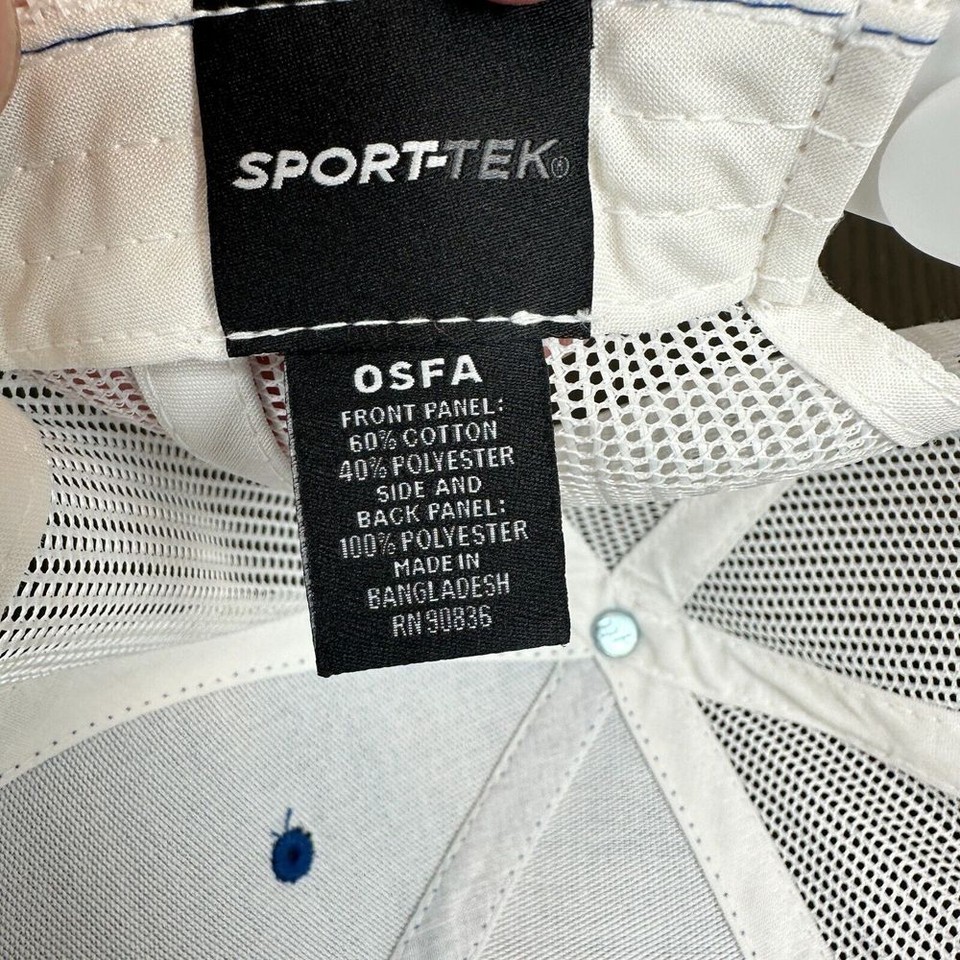 SPORT-TEK®
OSFA
FRONT PANEL:
60% COTTON
40% POLYESTER
SIDE AND
BACK PANEL:
100% POLYESTER
MADE IN
BANGLADESH
RN90836